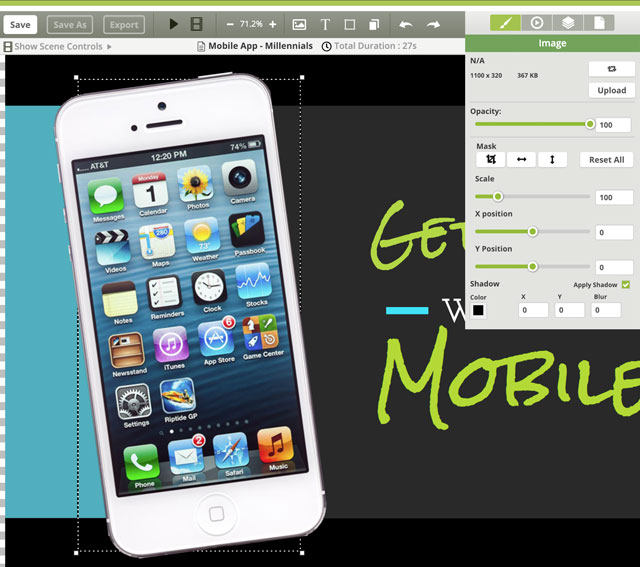 Save
Save As
Export
71.2%
T
Show Scene Controls
Mobile App - Millennials
Total Duration : 27s
Image
N/A
1100 x 320 367 KB
Upload
Opacity:
100
Mask
Reset All
Scale
100
X position
0
Y Position
0
Shadow
Apply Shadow
Color X Y Blur
0 0 0
AT&T 12:20 PM 74%
Monday
1
280
73°
Messages Calendar Photos Camera
Videos Maps Weather Passbook
Notes Reminders Clock Stocks
6
Newsstand iTunes App Store Game Center
Settings Riptide GP
2
Phone Mail Safari Music
Get
W
Mobile